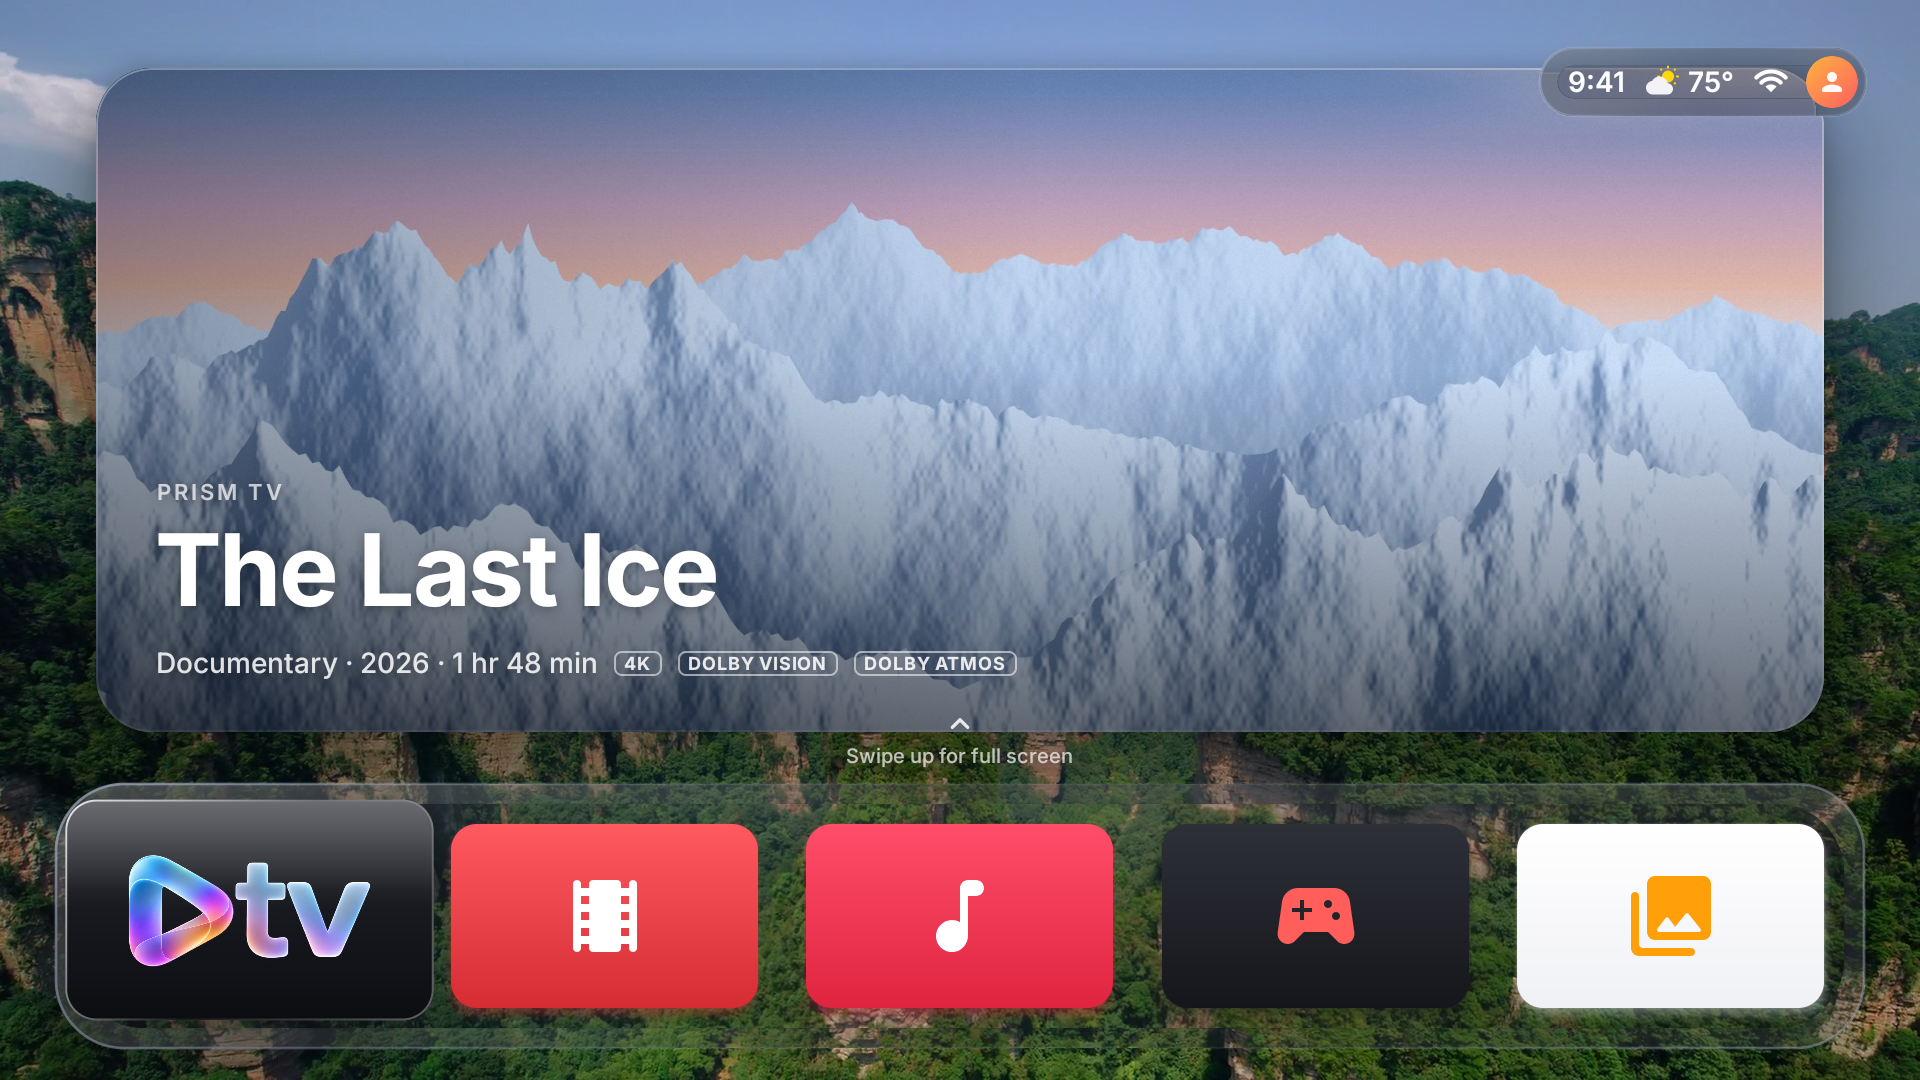 9:41 75°
PRISM TV
The Last Ice
Documentary · 2026 · 1 hr 48 min 4K DOLBY VISION DOLBY ATMOS
Swipe up for full screen
tv